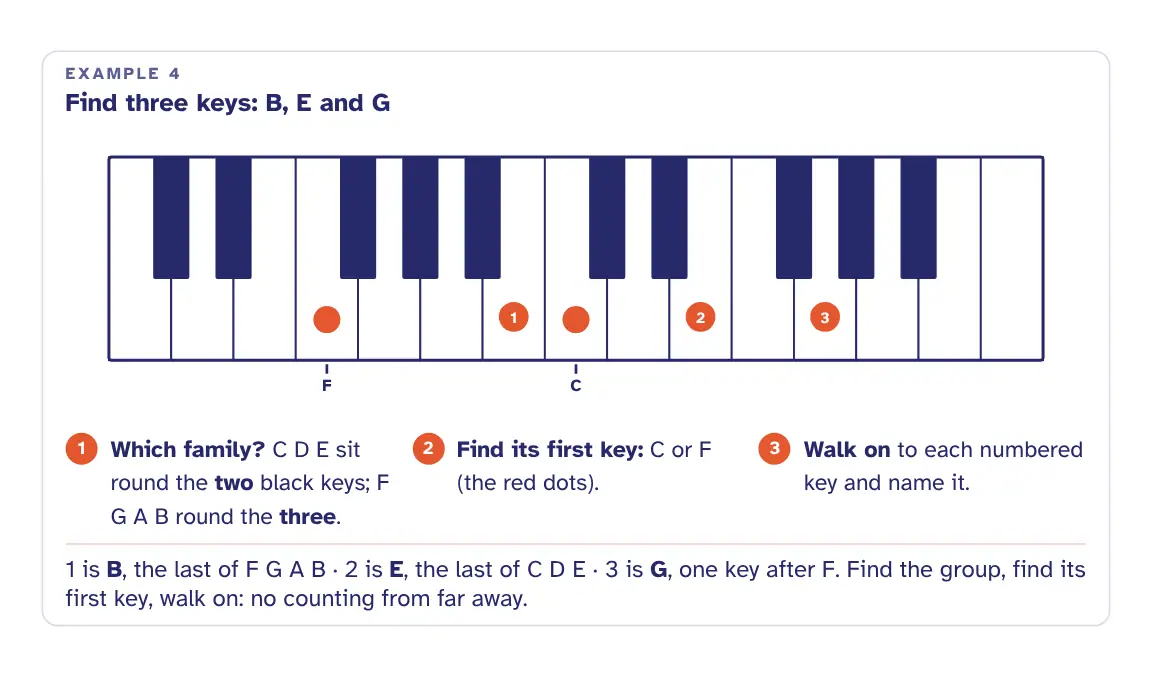 EXAMPLE 4
Find three keys: B, E and G
1
2
3
F
C
1 Which family? C D E sit
round the two black keys; F
G A B round the three.
2 Find its first key: C or F
(the red dots).
3 Walk on to each numbered
key and name it.
1 is B, the last of F G A B · 2 is E, the last of C D E · 3 is G, one key after F. Find the group, find its
first key, walk on: no counting from far away.